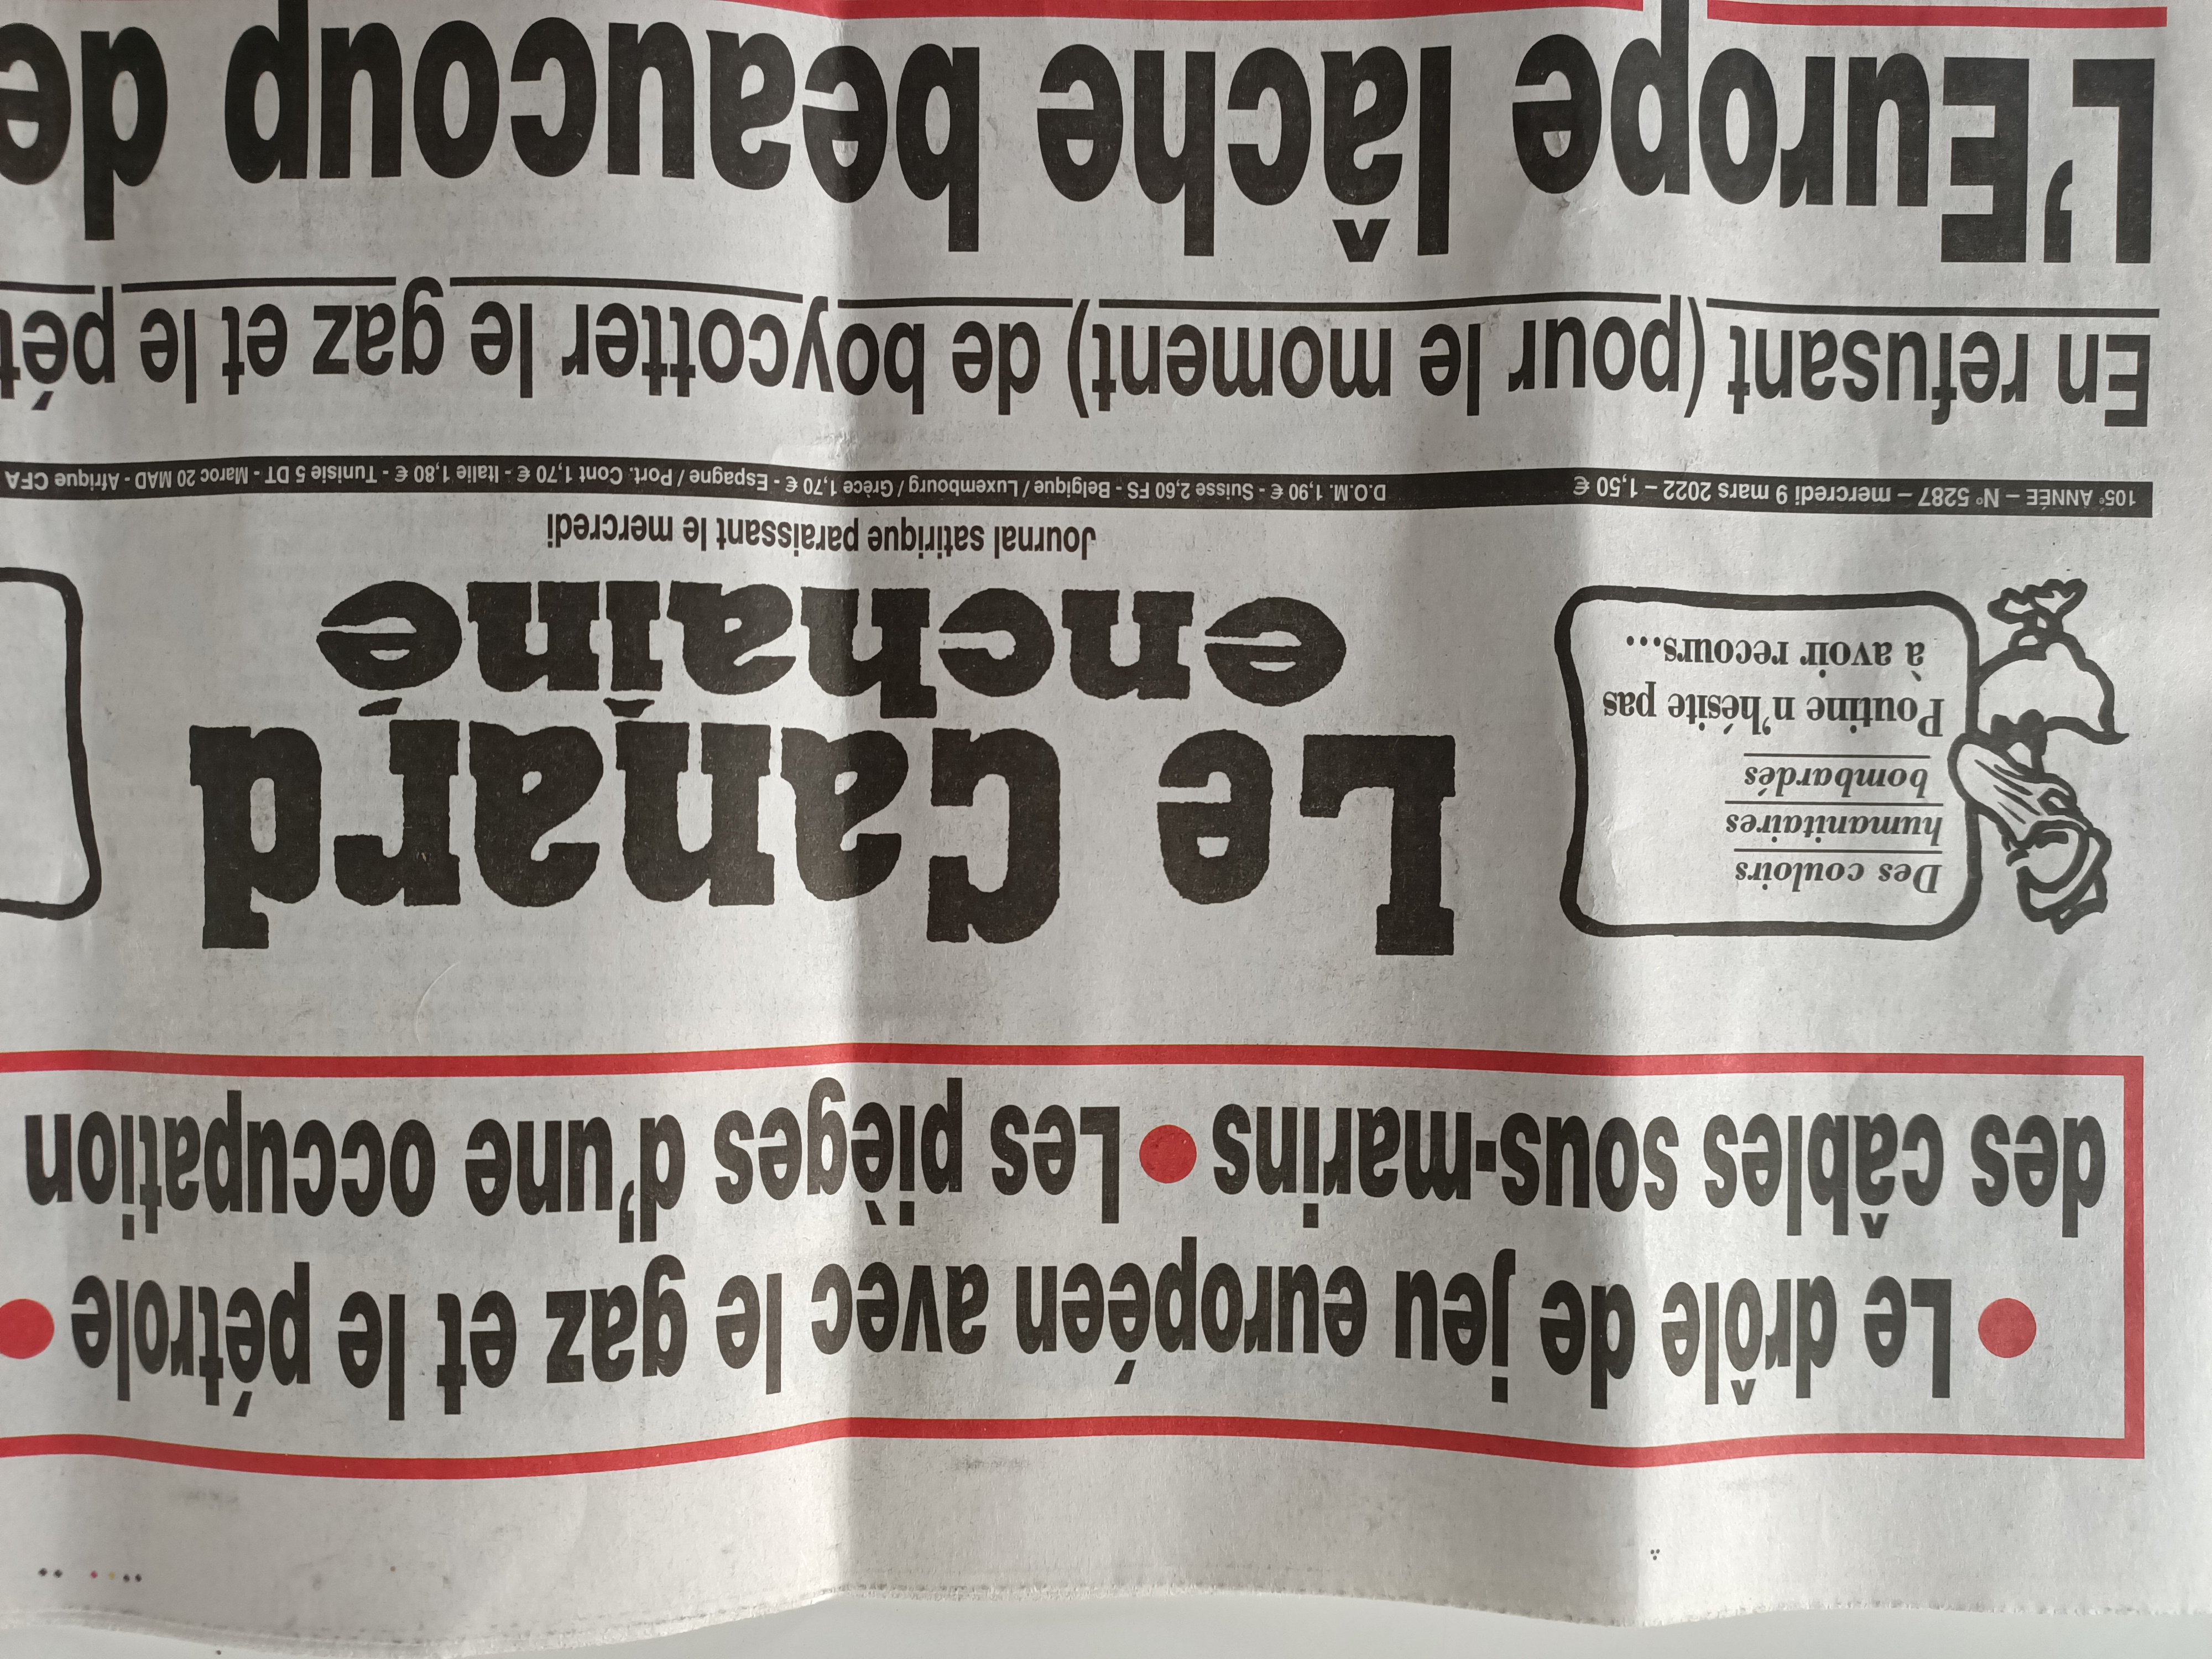 • Le drôle de jeu européen avec le gaz et le pétrole •
des câbles sous-marins • Les pièges d'une occupation
Des couloirs
humanitaires
bombardés
Poutine n'hésite pas
à avoir recours...
Le Canard
enchaîné
Journal satirique paraissant le mercredi
105e ANNÉE – N° 5287 – mercredi 9 mars 2022 – 1,50 € D.O.M. 1,90 € - Suisse 2,60 FS - Belgique / Luxembourg / Grèce 1,70 € - Espagne / Port. Cont 1,70 € - Italie 1,80 € - Tunisie 5 DT - Maroc 20 MAD - Afrique CFA
En refusant (pour le moment) de boycotter le gaz et le pét
L'Europe lâche beaucoup de